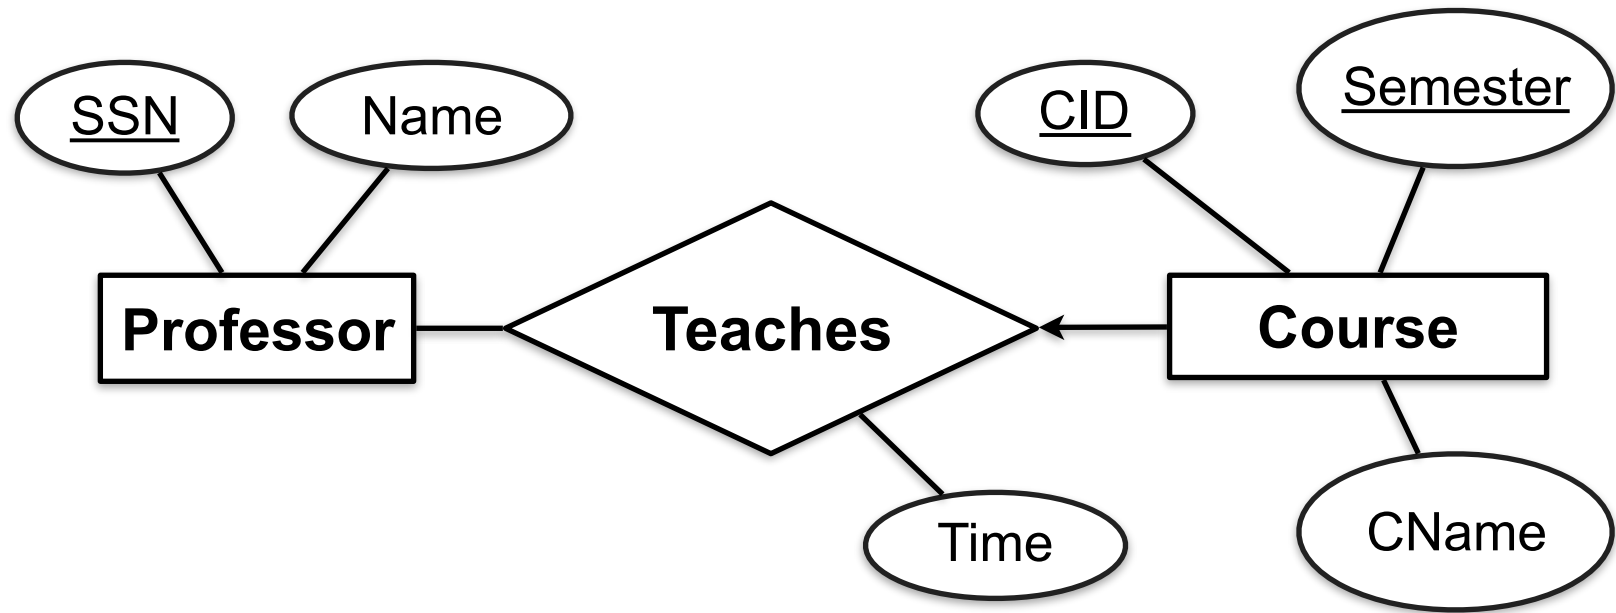 SSN
Name
CID
Semester
Professor
Teaches
Course
Time
CName